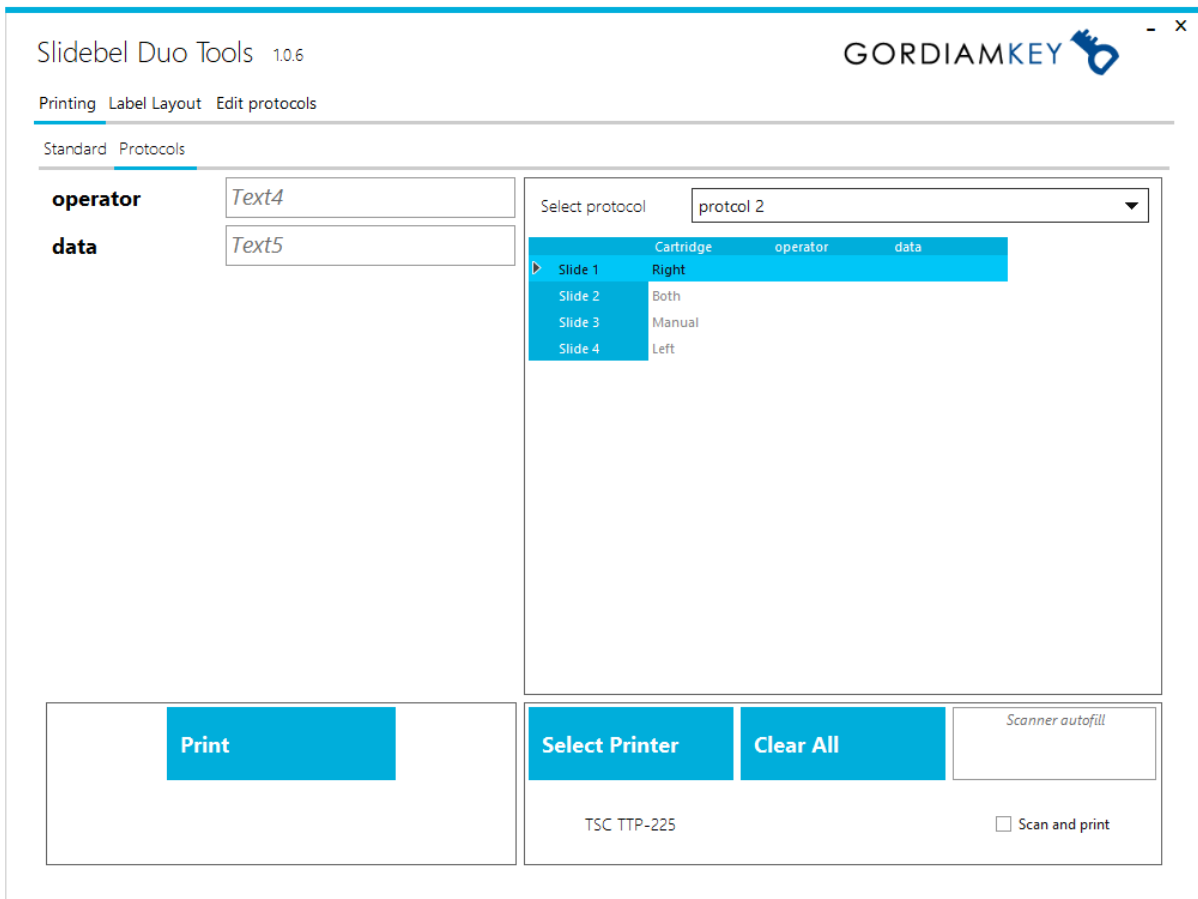 Slidebel Duo Tools 1.0.6
GORDIAMKEY
Printing Label Layout Edit protocols
Standard Protocols
operator Text4
data Text5
Select protocol protcol 2
Cartridge operator data
Slide 1 Right
Slide 2 Both
Slide 3 Manual
Slide 4 Left
Print
Select Printer Clear All Scanner autofill
TSC TTP-225 Scan and print